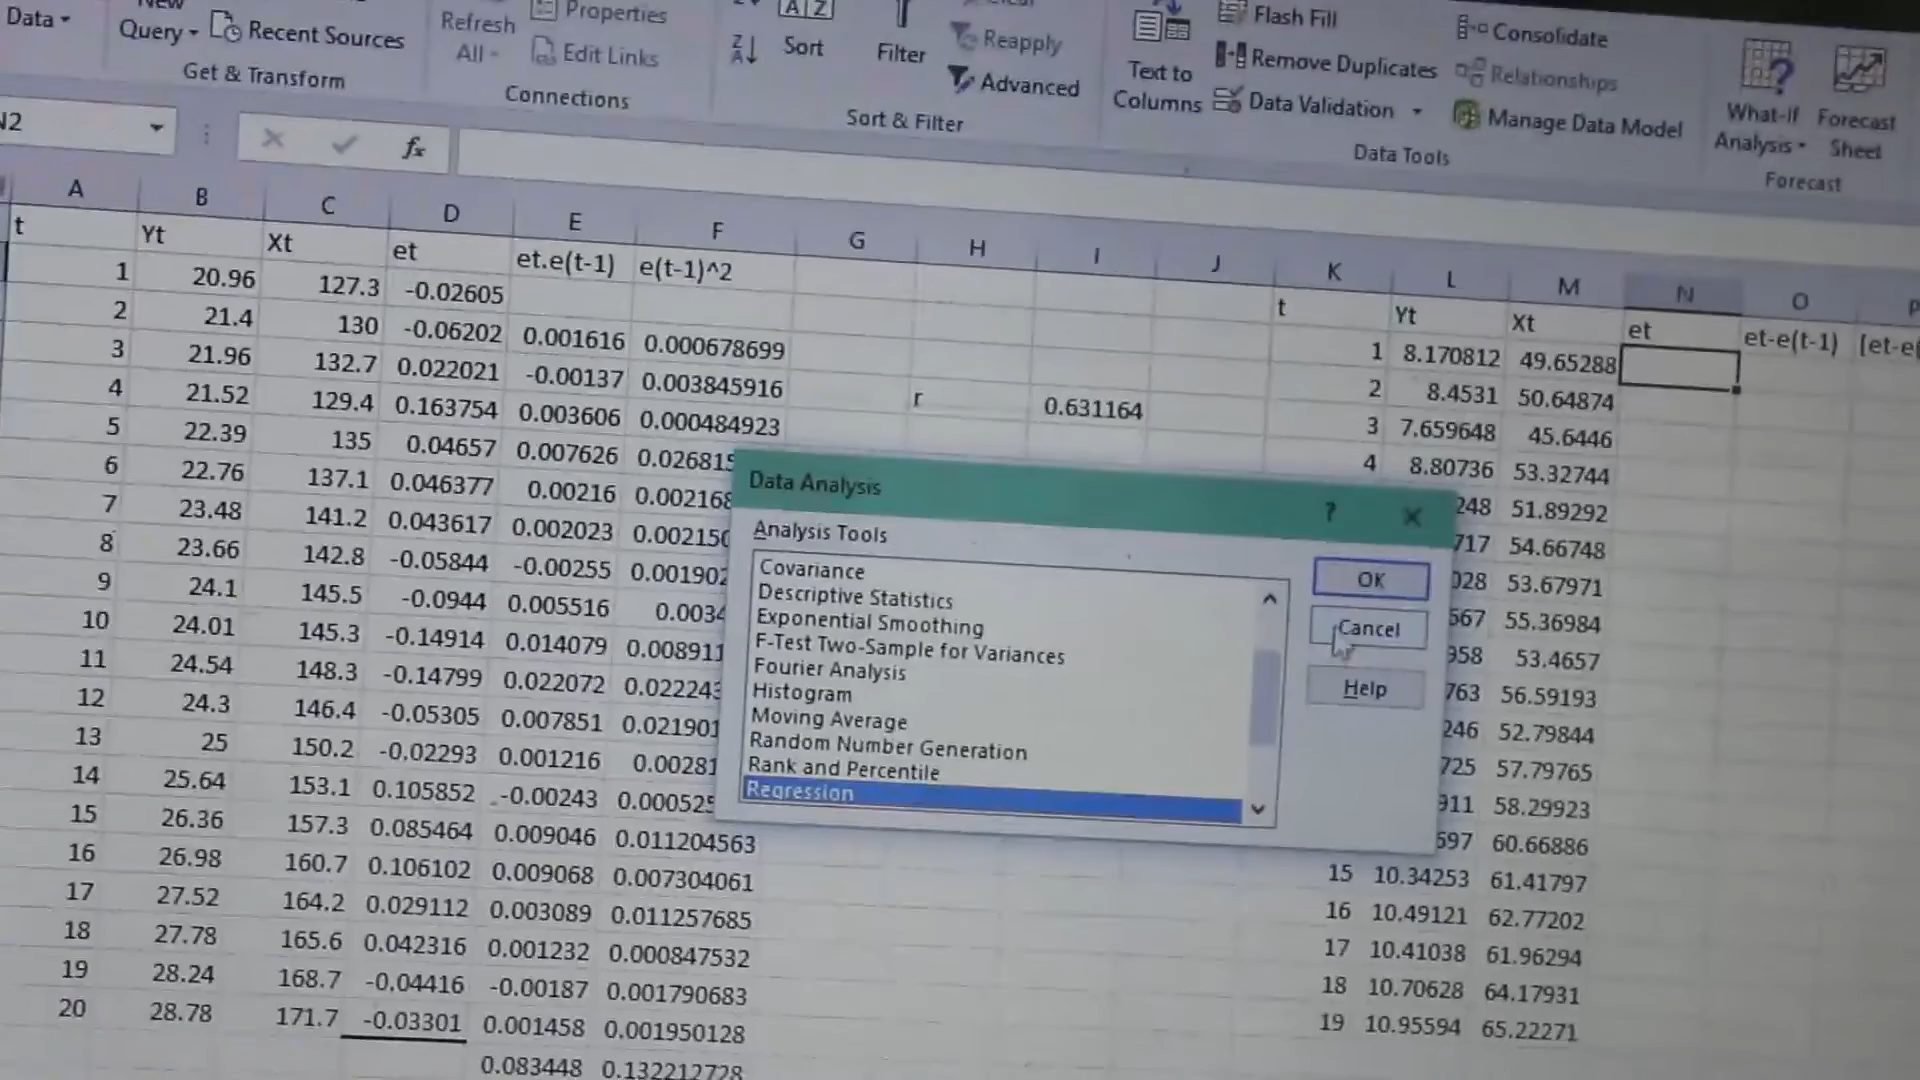 Data
New Query
Recent Sources
Get & Transform
Refresh All
Properties
Edit Links
Connections
Sort
Filter
Reapply
Advanced
Sort & Filter
Text to Columns
Flash Fill
Remove Duplicates
Data Validation
Consolidate
Relationships
Manage Data Model
Data Tools
What-If Analysis
Forecast Sheet
Forecast
fx
A B C D E F G H I J K L M N O
t Yt Xt et et.e(t-1) e(t-1)^2 t Yt Xt et et-e(t-1)
1 20.96 127.3 -0.02605 1 8.170812 49.65288
2 21.4 130 -0.06202 0.001616 0.000678699 2 8.4531 50.64874
3 21.96 132.7 0.022021 -0.00137 0.003845916 r 0.631164 3 7.659648 45.6446
4 21.52 129.4 0.163754 0.003606 0.000484923 4 8.80736 53.32744
5 22.39 135 0.04657 0.007626 51.89292
6 22.76 137.1 0.046377 0.00216 54.66748
7 23.48 141.2 0.043617 0.002023 53.67971
8 23.66 142.8 -0.05844 -0.00255 55.36984
9 24.1 145.5 -0.0944 0.005516 53.4657
10 24.01 145.3 -0.14914 0.014079 56.59193
11 24.54 148.3 -0.14799 0.022072 52.79844
12 24.3 146.4 -0.05305 0.007851 57.79765
13 25 150.2 -0.02293 0.001216 58.29923
14 25.64 153.1 0.105852 -0.00243 60.66886
15 26.36 157.3 0.085464 0.009046 0.011204563 15 10.34253 61.41797
16 26.98 160.7 0.106102 0.009068 0.007304061 16 10.49121 62.77202
17 27.52 164.2 0.029112 0.003089 0.011257685 17 10.41038 61.96294
18 27.78 165.6 0.042316 0.001232 0.000847532 18 10.70628 64.17931
19 28.24 168.7 -0.04416 -0.00187 0.001790683 19 10.95594 65.22271
20 28.78 171.7 -0.03301 0.001458 0.001950128
0.083448 0.132212728
Data Analysis ?
Analysis Tools
Covariance
Descriptive Statistics
Exponential Smoothing
F-Test Two-Sample for Variances
Fourier Analysis
Histogram
Moving Average
Random Number Generation
Rank and Percentile
Regression
OK
Cancel
Help